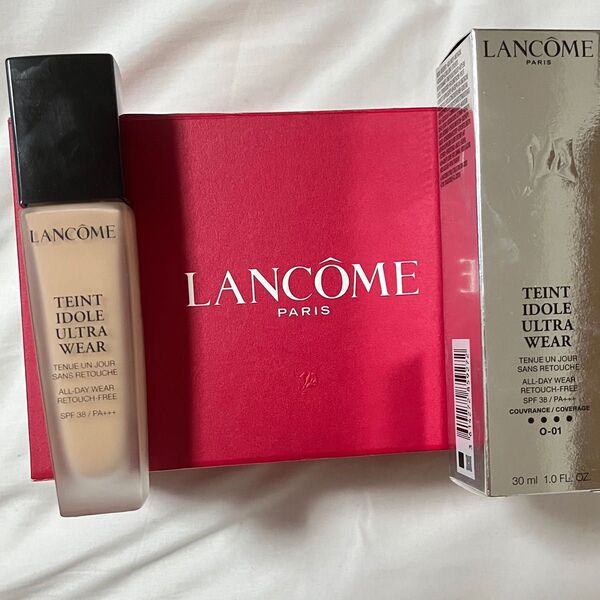 LANCÔME
TEINT
IDOLE
ULTRA
WEAR
TENUE UN JOUR
SANS RETOUCHE
ALL-DAY WEAR
RETOUCH-FREE
SPF 38 / PA+++
LANCÔME
PARIS
LANCÔME
PARIS
TEINT
IDOLE
ULTRA
WEAR
TENUE UN JOUR
SANS RETOUCHE
ALL-DAY WEAR
RETOUCH-FREE
SPF 38 / PA+++
COUVRANCE / COVERAGE
O-01
30 ml 1.0 FL. OZ.